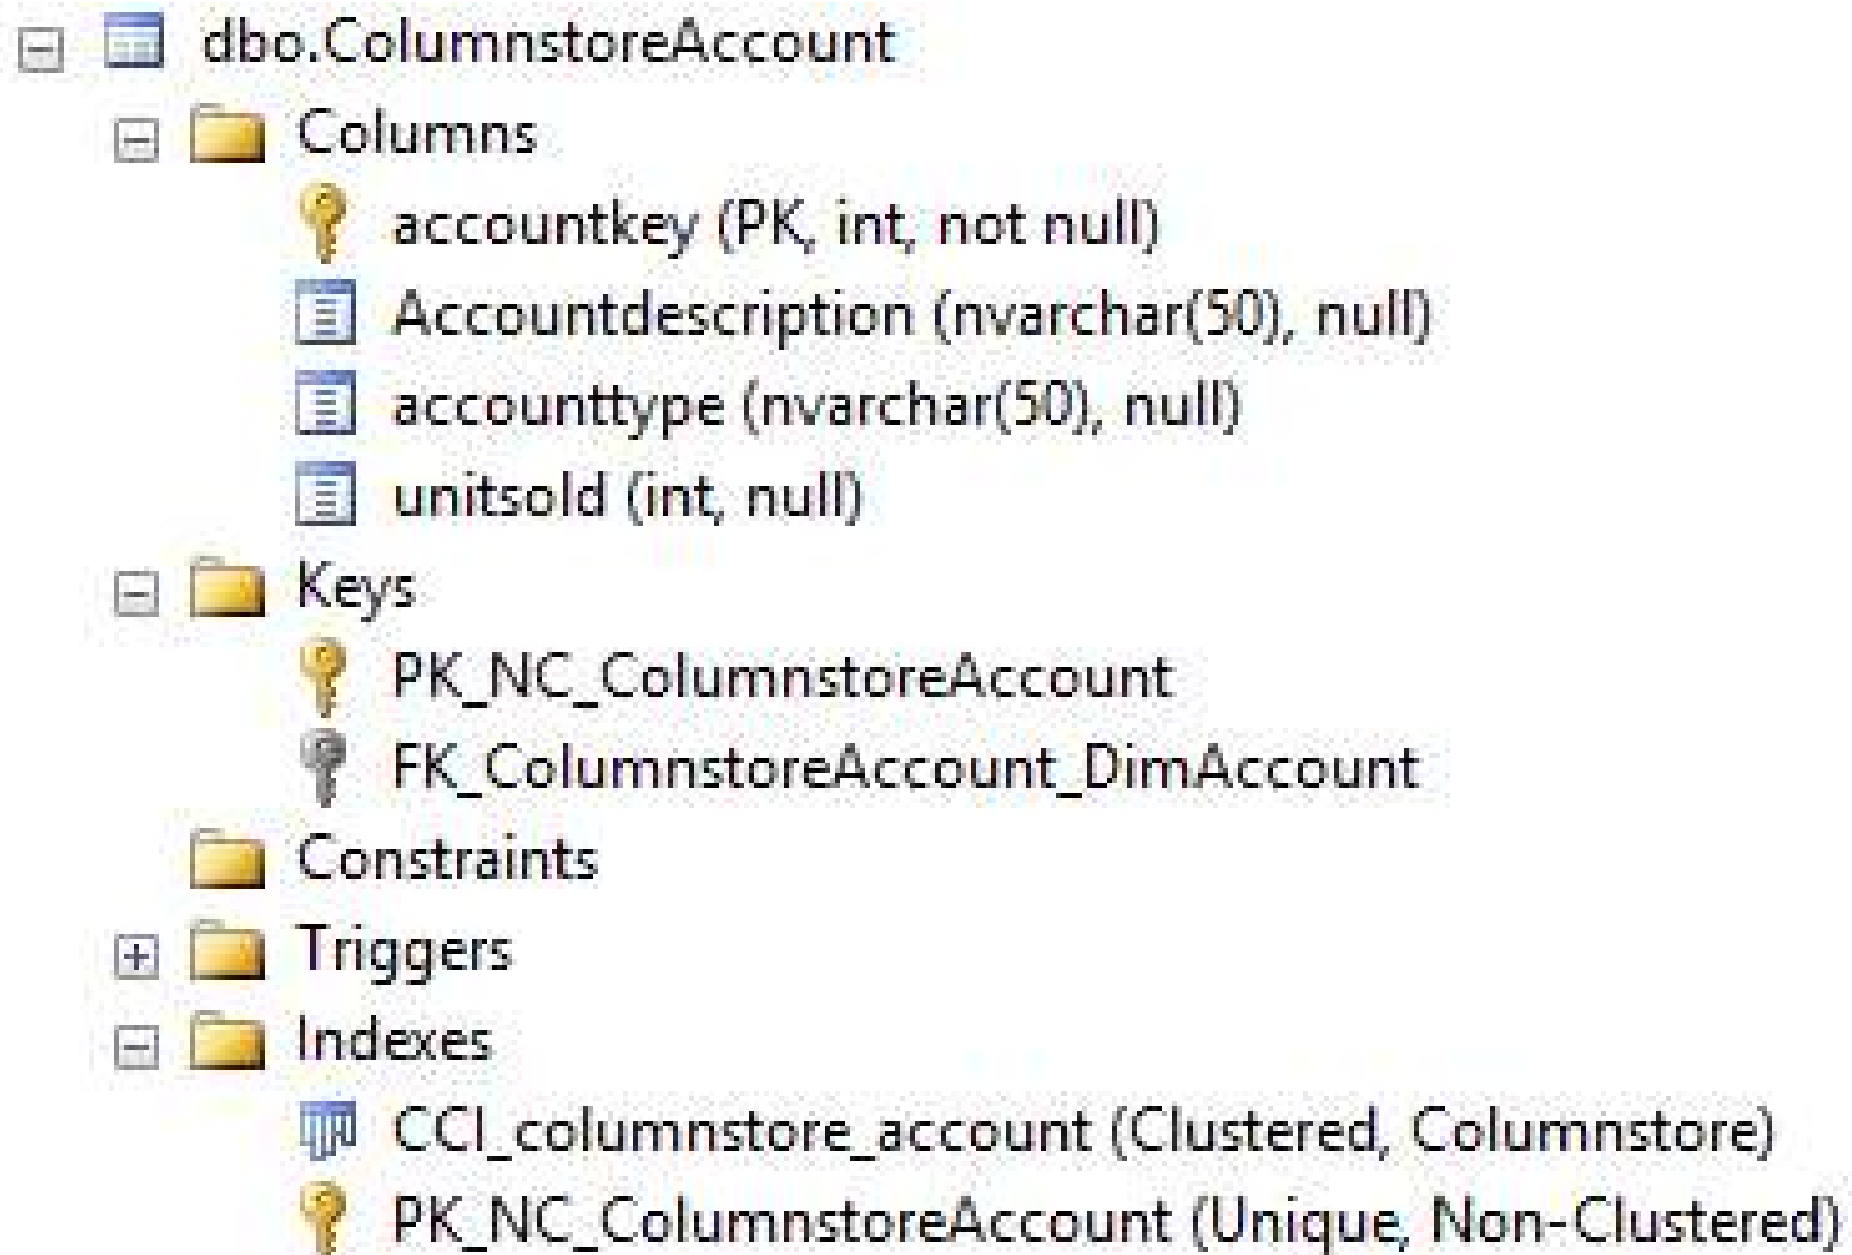 dbo.ColumnstoreAccount
Columns
accountkey (PK, int, not null)
Accountdescription (nvarchar(50), null)
accounttype (nvarchar(50), null)
unitsold (int, null)
Keys
PK_NC_ColumnstoreAccount
FK_ColumnstoreAccount_DimAccount
Constraints
Triggers
Indexes
CCI_columnstore_account (Clustered, Columnstore)
PK_NC_ColumnstoreAccount (Unique, Non-Clustered)